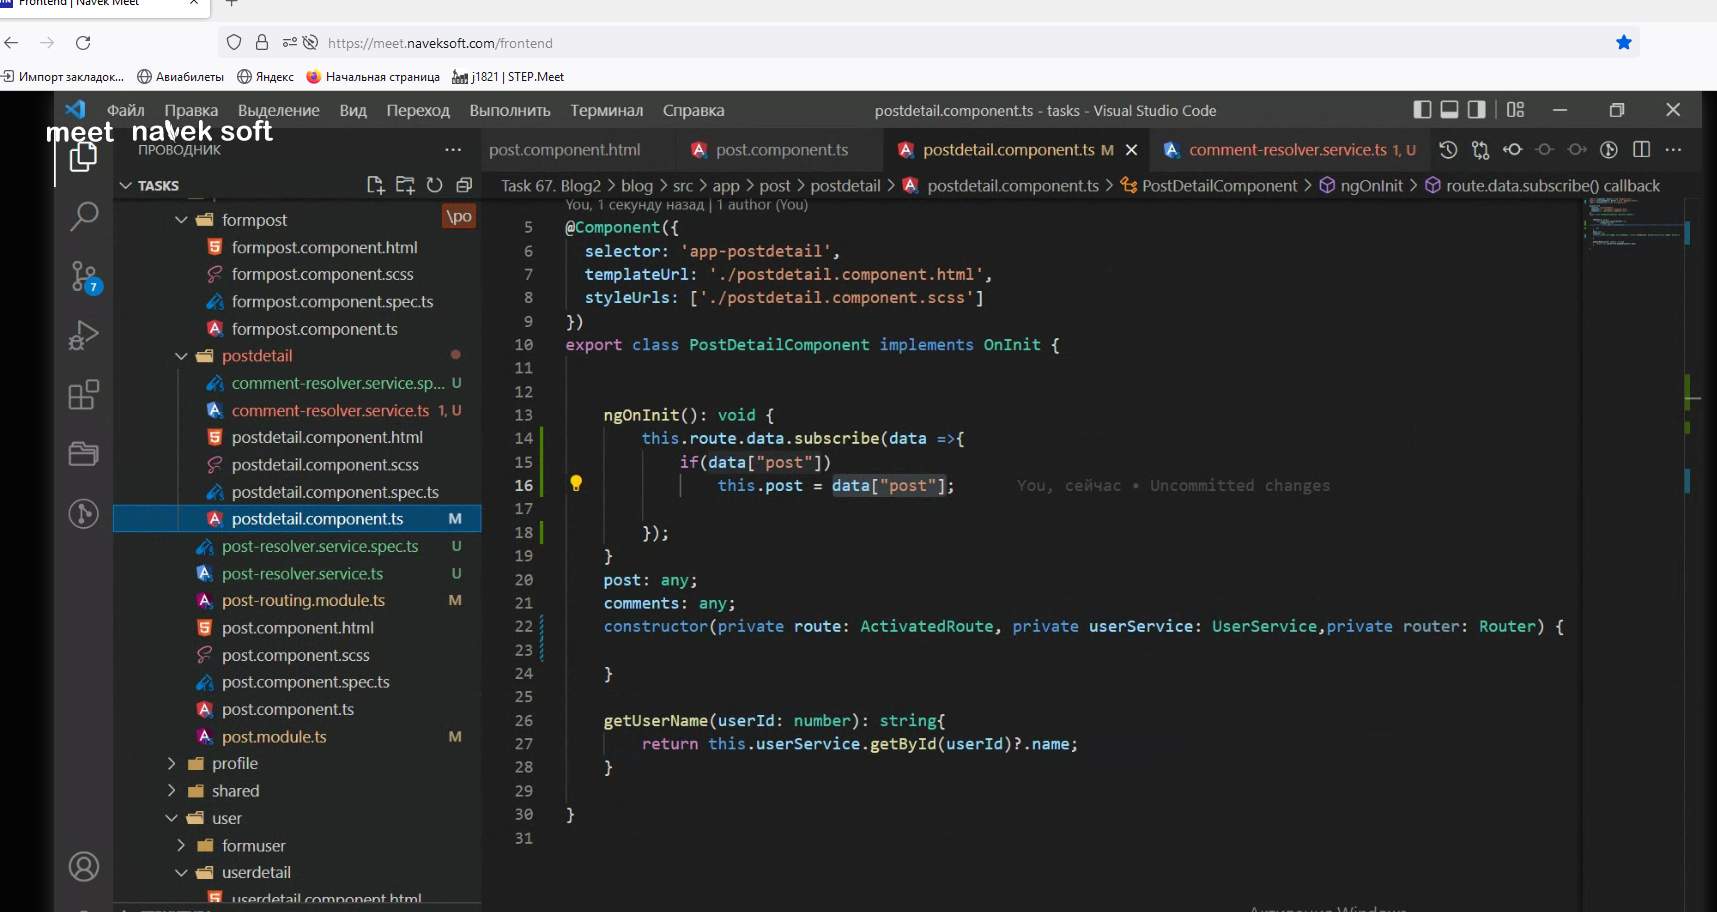 Frontend | Navek Meet
https://meet.naveksoft.com/frontend
Импорт закладок... Авиабилеты Яндекс Начальная страница j1821 | STEP.Meet
Файл Правка Выделение Вид Переход Выполнить Терминал Справка postdetail.component.ts - tasks - Visual Studio Code
meet navek soft
ПРОВОДНИК
post.component.html post.component.ts postdetail.component.ts M comment-resolver.service.ts 1, U
TASKS
Task 67. Blog2 > blog > src > app > post > postdetail > postdetail.component.ts > PostDetailComponent > ngOnInit > route.data.subscribe() callback
formpost \po
formpost.component.html
formpost.component.scss
formpost.component.spec.ts
formpost.component.ts
postdetail
comment-resolver.service.sp... U
comment-resolver.service.ts 1, U
postdetail.component.html
postdetail.component.scss
postdetail.component.spec.ts
postdetail.component.ts M
post-resolver.service.spec.ts U
post-resolver.service.ts U
post-routing.module.ts M
post.component.html
post.component.scss
post.component.spec.ts
post.component.ts
post.module.ts M
profile
shared
user
formuser
userdetail
userdetail.component.html
7
You, 1 секунду назад | 1 author (You)
5 @Component({
6 selector: 'app-postdetail',
7 templateUrl: './postdetail.component.html',
8 styleUrls: ['./postdetail.component.scss']
9 })
10 export class PostDetailComponent implements OnInit {
11
12
13 ngOnInit(): void {
14 this.route.data.subscribe(data =>{
15 if(data["post"])
16 this.post = data["post"]; You, сейчас • Uncommitted changes
17
18 });
19 }
20 post: any;
21 comments: any;
22 constructor(private route: ActivatedRoute, private userService: UserService,private router: Router) {
23
24 }
25
26 getUserName(userId: number): string{
27 return this.userService.getById(userId)?.name;
28 }
29
30 }
31